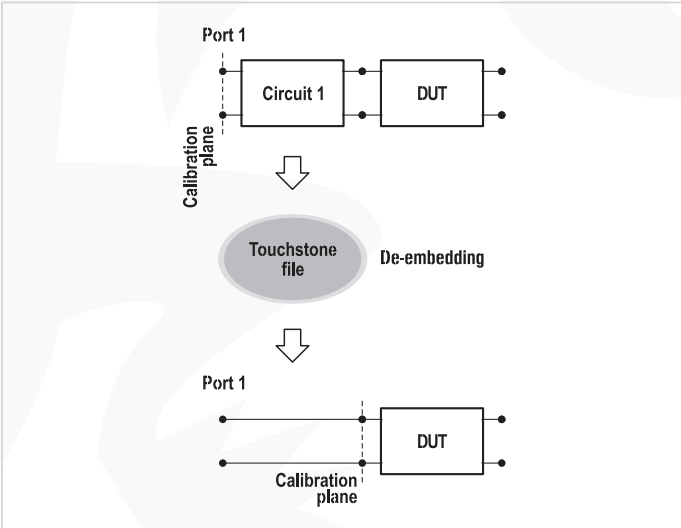 Port 1
Circuit 1
DUT
Calibration
plane
Touchstone
file
De-embedding
Port 1
DUT
Calibration
plane